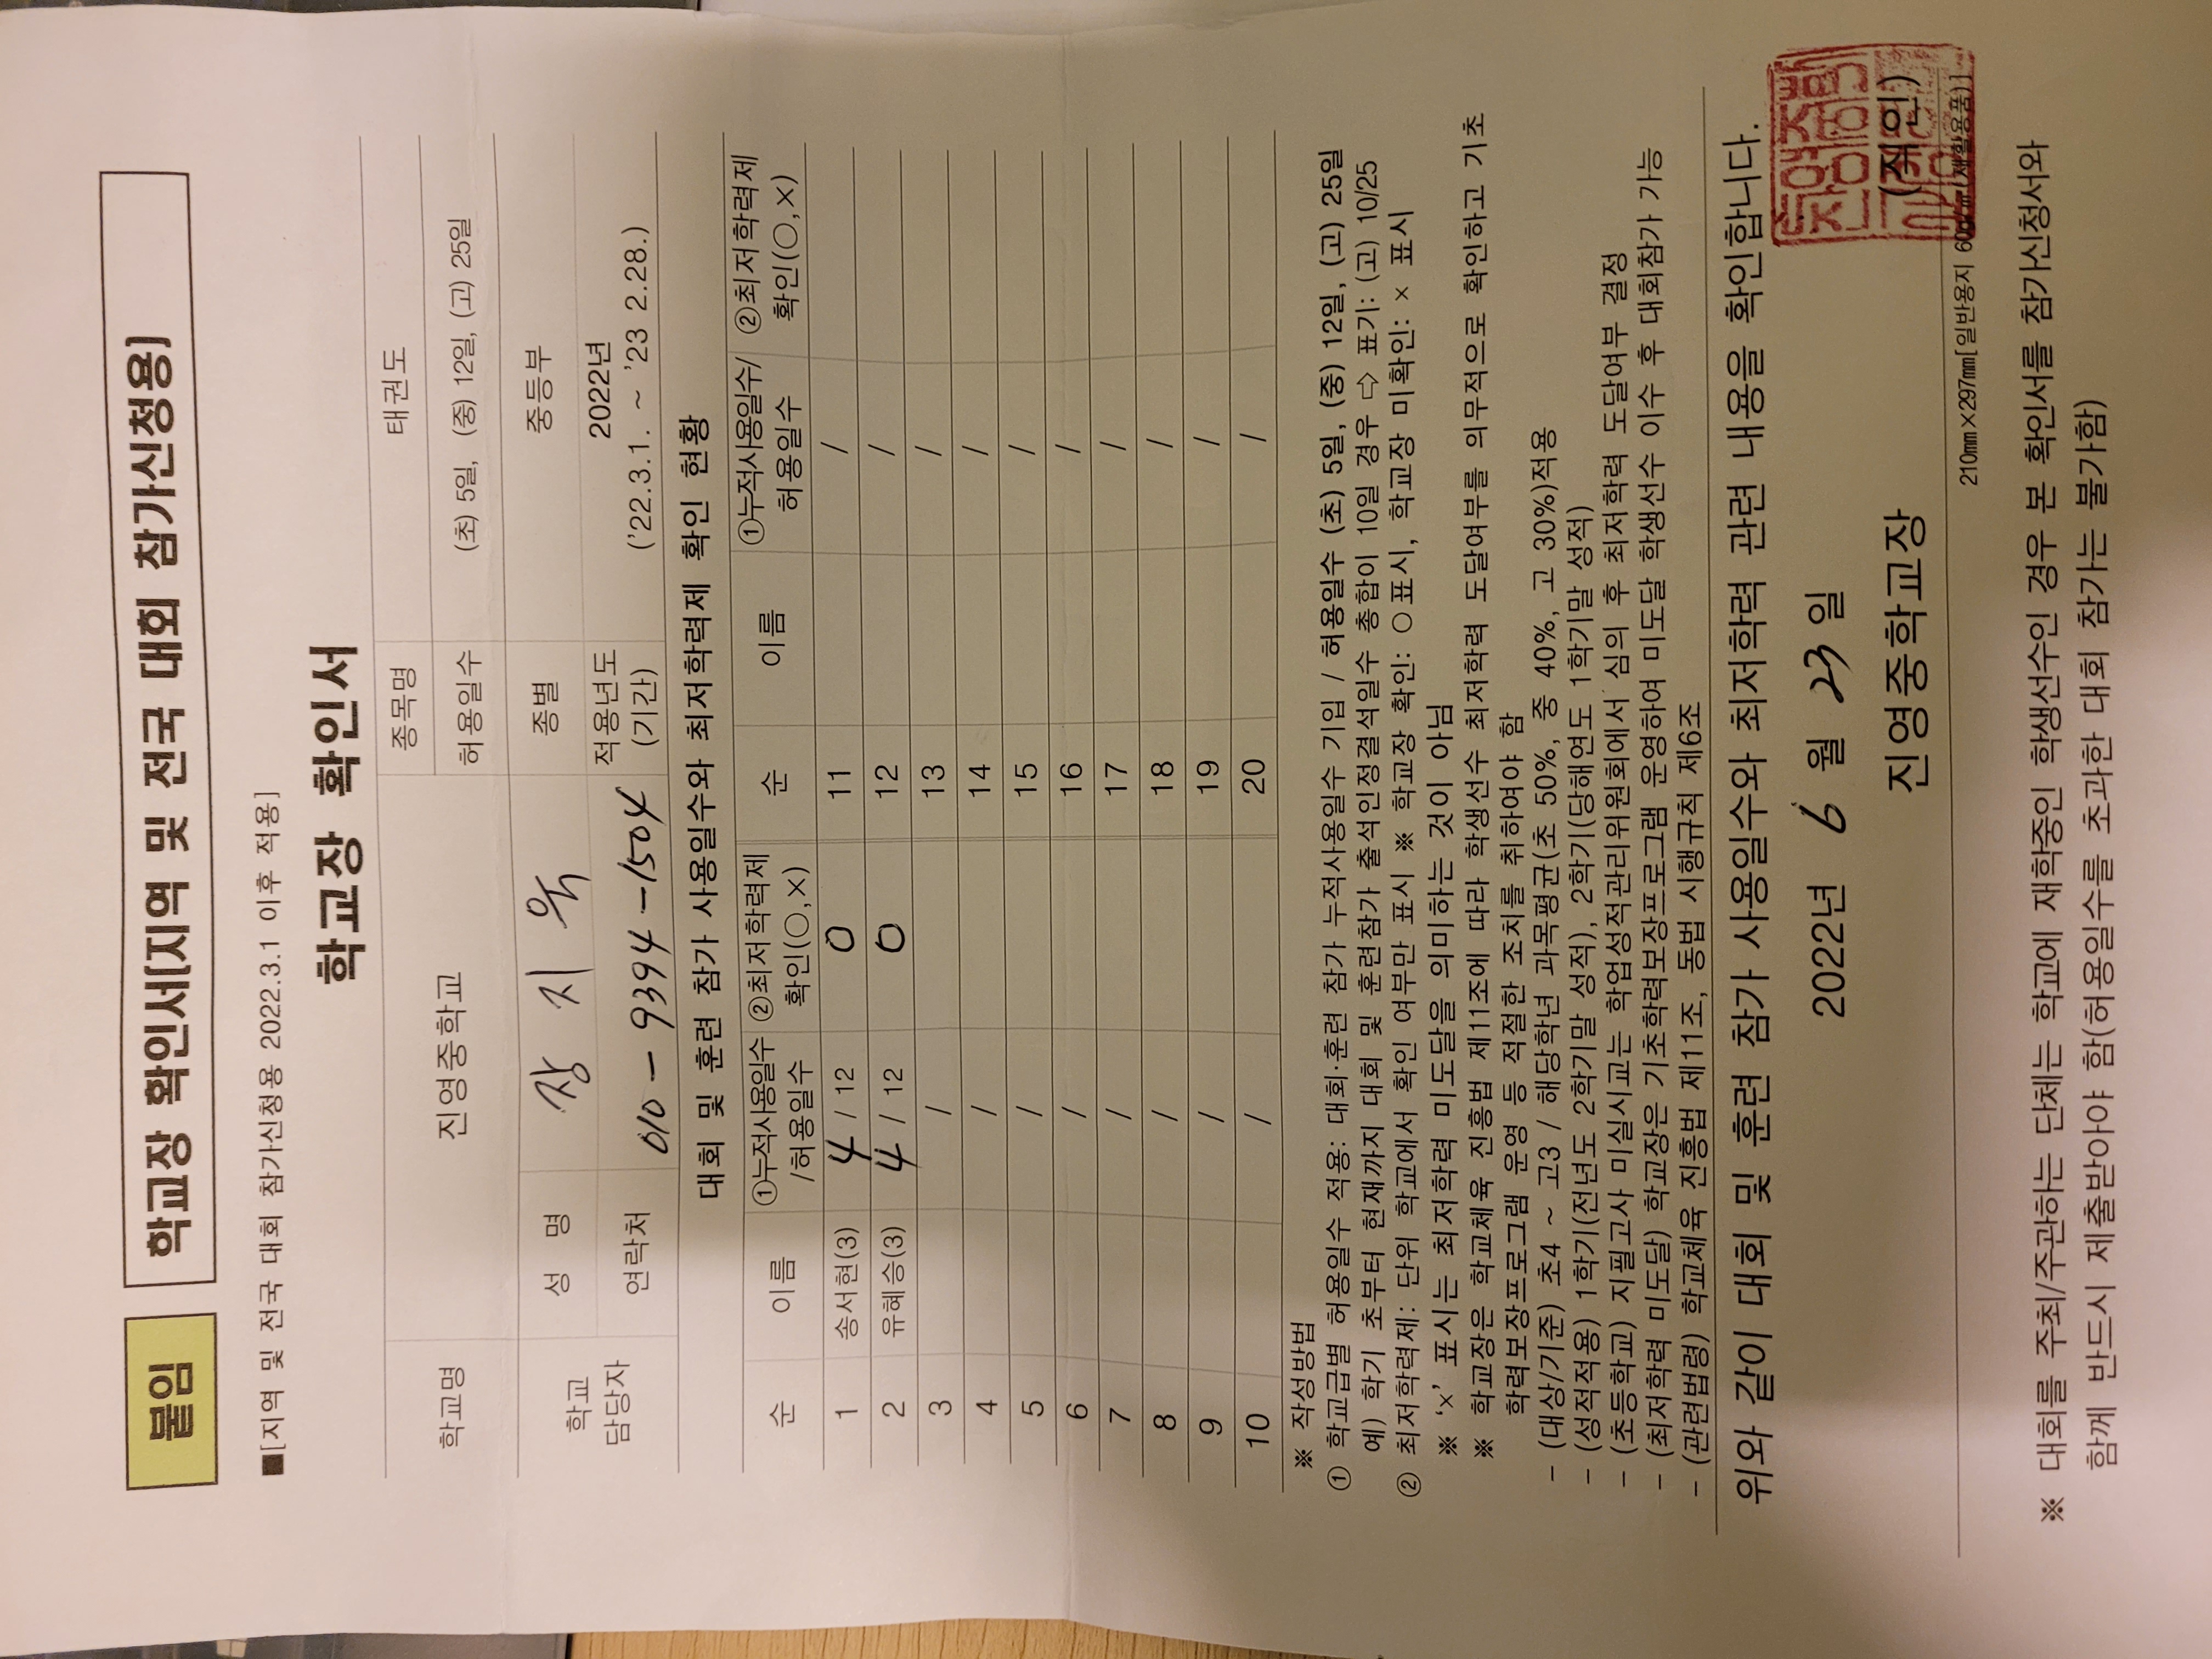 붙임
학교장 확인서[지역 및 전국 대회 참가신청용]
■[지역 및 전국 대회 참가신청용 2022.3.1 이후 적용]
학교장 확인서
학교명 진영중학교 종목명 태권도
허용일수 (초) 5일, (중) 12일, (고) 25일
학교 담당자 성 명 장지욱 종별 중등부
연락처 010-9394-1504 적용년도 (기간) 2022년
('22.3.1. ~ '23 2.28.)
대회 및 훈련 참가 사용일수와 최저학력제 확인 현황
순 이름 ①누적사용일수 /허용일수 ②최저학력제 확인(○,×) 순 이름 ①누적사용일수/ 허용일수 ②최저학력제 확인(○,×)
1 송서현(3) 4 / 12 O 11 /
2 유혜승(3) 4 / 12 O 12 /
3 / 13 /
4 / 14 /
5 / 15 /
6 / 16 /
7 / 17 /
8 / 18 /
9 / 19 /
10 / 20 /
※ 작성방법
① 학교급별 허용일수 적용: 대회·훈련 참가 누적사용일수 기입 / 허용일수 (초) 5일, (중) 12일, (고) 25일
예) 학기 초부터 현재까지 대회 및 훈련참가 출석인정결석일수 총합이 10일 경우 ⇨ 표기: (고) 10/25
② 최저학력제: 단위 학교에서 확인 여부만 표시 ※ 학교장 확인: ○표시, 학교장 미확인: × 표시
※ '×' 표시는 최저학력 미도달을 의미하는 것이 아님
※ 학교장은 학교체육 진흥법 제11조에 따라 학생선수 최저학력 도달여부를 의무적으로 확인하고 기초
학력보장프로그램 운영 등 적절한 조치를 취하여야 함
- (대상/기준) 초4 ~ 고3 / 해당학년 과목평균(초 50%, 중 40%, 고 30%)적용
- (성적적용) 1학기(전년도 2학기말 성적), 2학기(당해연도 1학기말 성적)
- (초등학교) 지필고사 미실시교는 학업성적관리위원회에서 심의 후 최저학력 도달여부 결정
- (최저학력 미도달) 학교장은 기초학력보장프로그램 운영하여 미도달 학생선수 이수 후 대회참가 가능
- (관련법령) 학교체육 진흥법 제11조, 동법 시행규칙 제6조
위와 같이 대회 및 훈련 참가 사용일수와 최저학력 관련 내용을 확인합니다.
2022년 6 월 23 일
진영중학교장 (직인)
210mm×297mm[일반용지 60g/㎡(재활용품)]
※ 대회를 주최/주관하는 단체는 학교에 재학중인 학생선수인 경우 본 확인서를 참가신청서와
함께 반드시 제출받아야 함(허용일수를 초과한 대회 참가는 불가함)